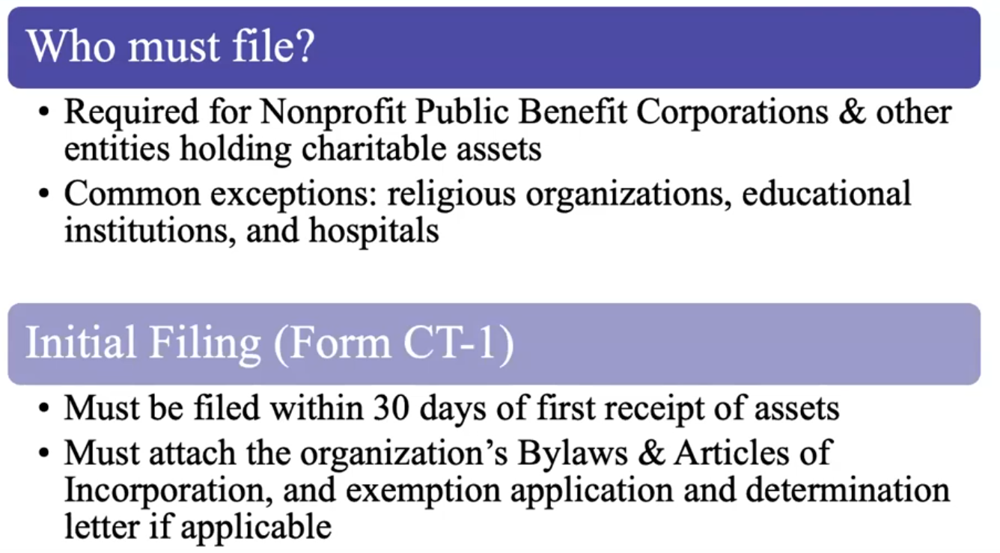 Who must file?
• Required for Nonprofit Public Benefit Corporations & other
entities holding charitable assets
• Common exceptions: religious organizations, educational
institutions, and hospitals
Initial Filing (Form CT-1)
• Must be filed within 30 days of first receipt of assets
• Must attach the organization’s Bylaws & Articles of
Incorporation, and exemption application and determination
letter if applicable